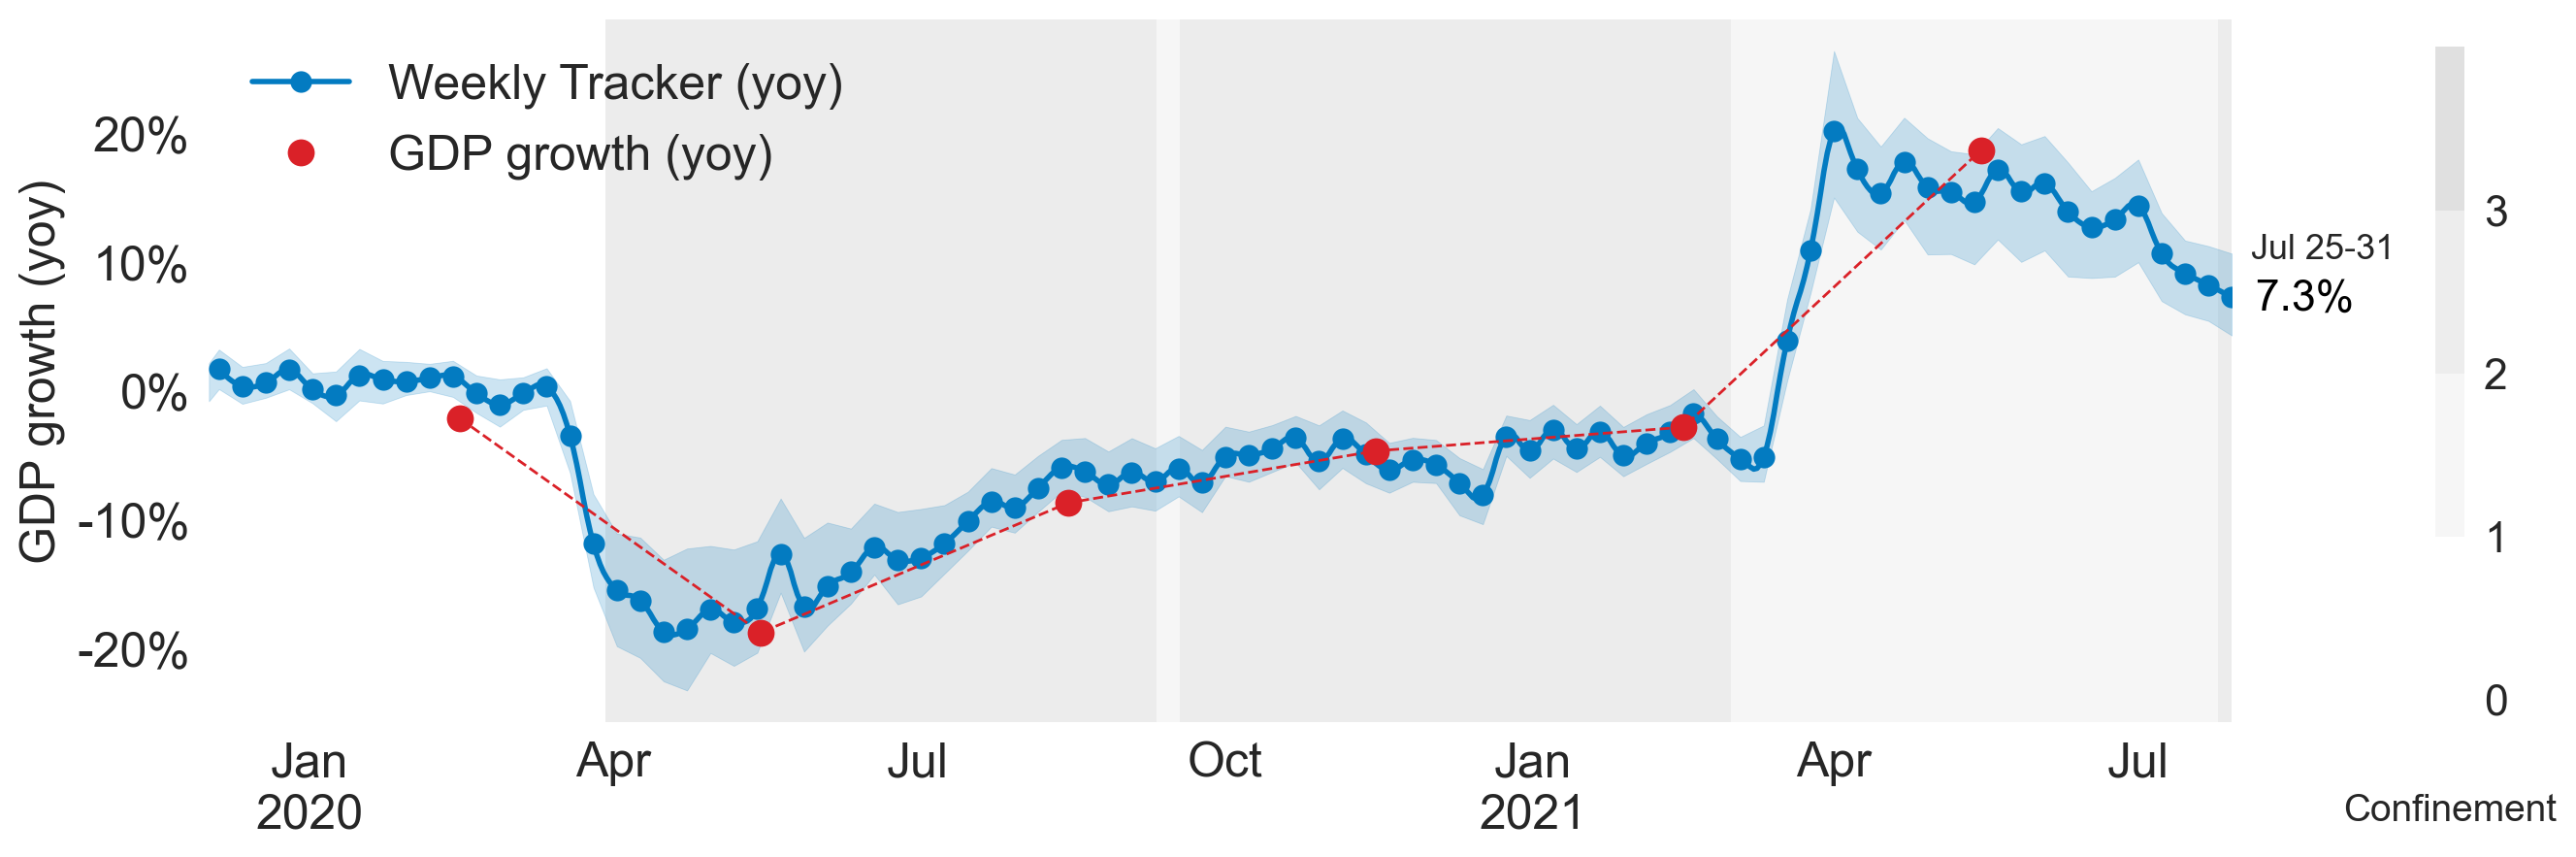 Weekly Tracker (yoy)
GDP growth (yoy)
GDP growth (yoy)
20%
10%
0%
-10%
-20%
Jul 25-31
7.3%
3
2
1
0
Jan Apr Jul Oct Jan Apr Jul
2020 2021
Confinement